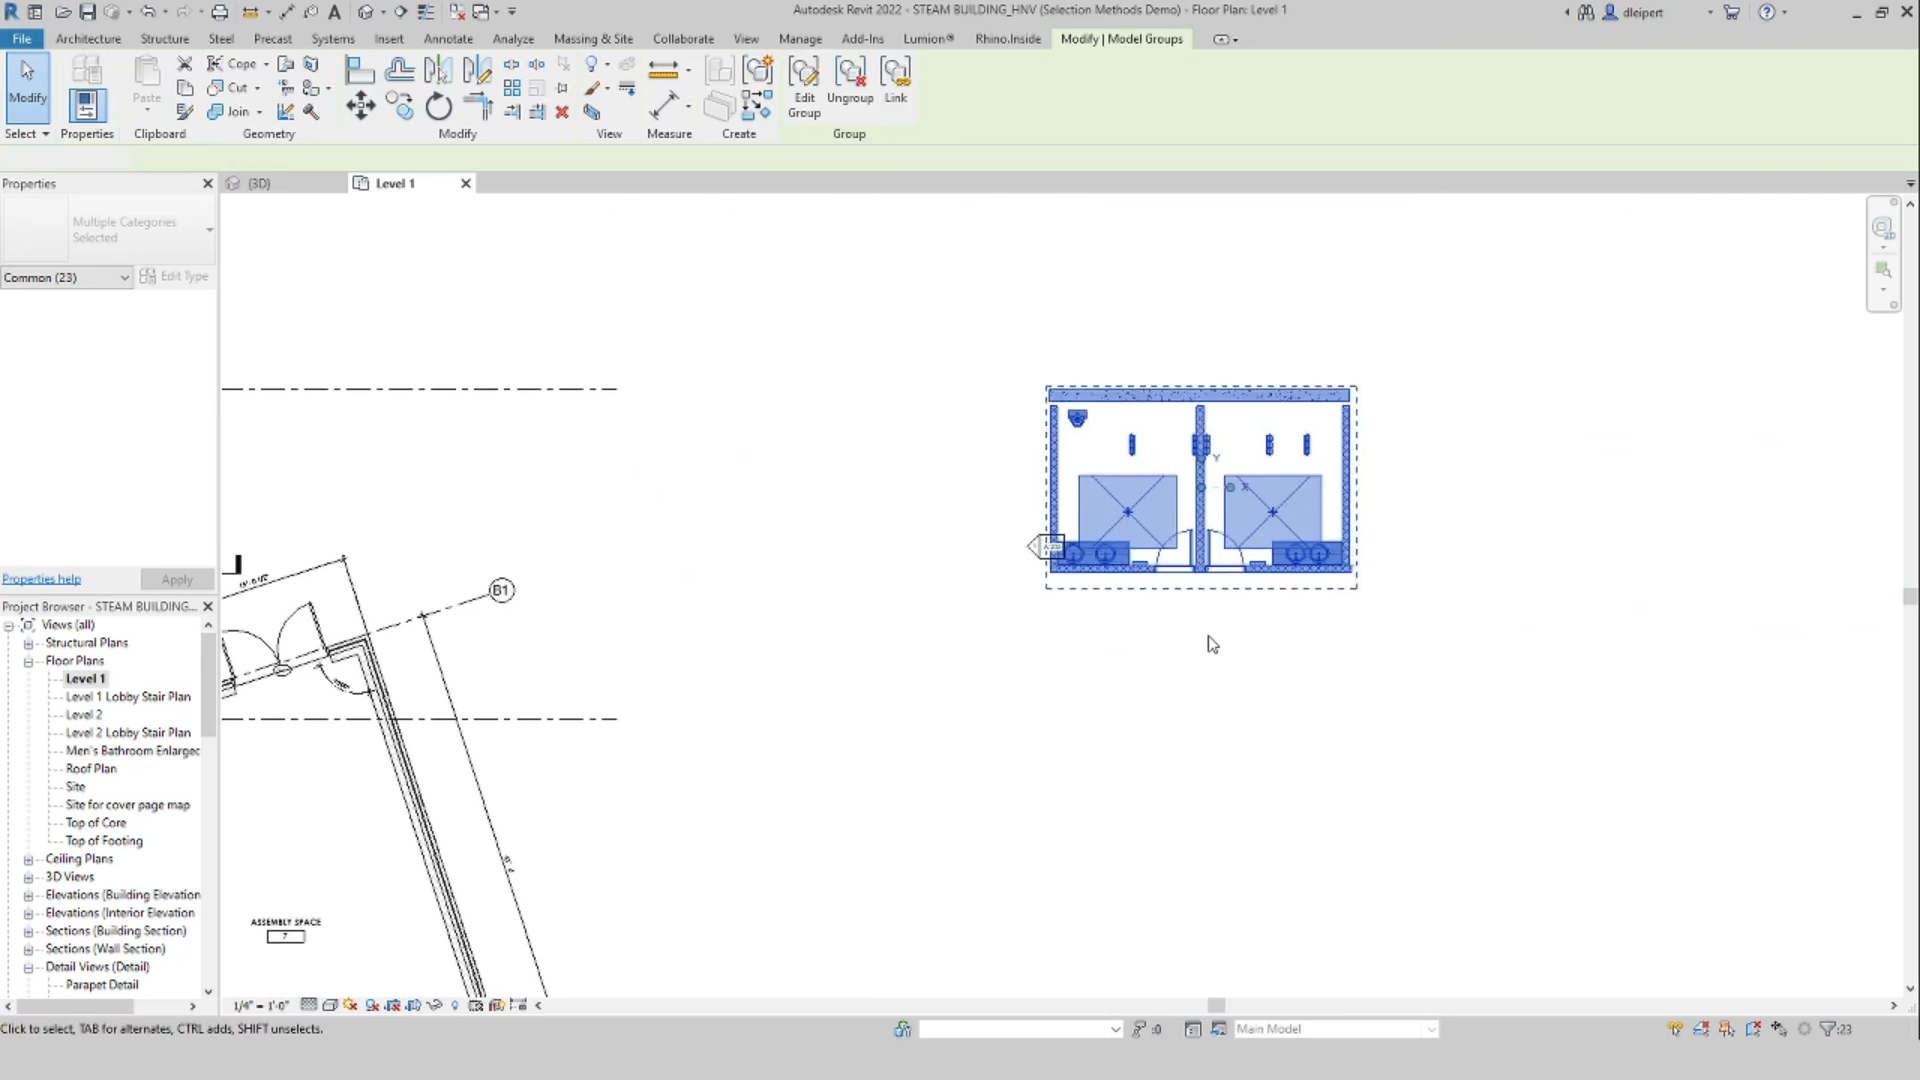 Autodesk Revit 2022 - STEAM BUILDING_HNV (Selection Methods Demo) - Floor Plan: Level 1
dleipert
File Architecture Structure Steel Precast Systems Insert Annotate Analyze Massing & Site Collaborate View Manage Add-Ins Lumion® Rhino.Inside Modify | Model Groups
Modify
Paste
Cope
Cut
Join
Edit Group
Ungroup
Link
Select Properties Clipboard Geometry Modify View Measure Create Group
Properties
{3D}
Level 1
Multiple Categories
Selected
Common (23)
Edit Type
Properties help
Apply
Project Browser - STEAM BUILDING...
Views (all)
Structural Plans
Floor Plans
Level 1
Level 1 Lobby Stair Plan
Level 2
Level 2 Lobby Stair Plan
Men's Bathroom Enlarged
Roof Plan
Site
Site for cover page map
Top of Core
Top of Footing
Ceiling Plans
3D Views
Elevations (Building Elevation
Elevations (Interior Elevation
Sections (Building Section)
Sections (Wall Section)
Detail Views (Detail)
Parapet Detail
B1
Y
X
ASSEMBLY SPACE
7
2D
1/4" = 1'-0"
Click to select, TAB for alternates, CTRL adds, SHIFT unselects.
:0
Main Model
:23